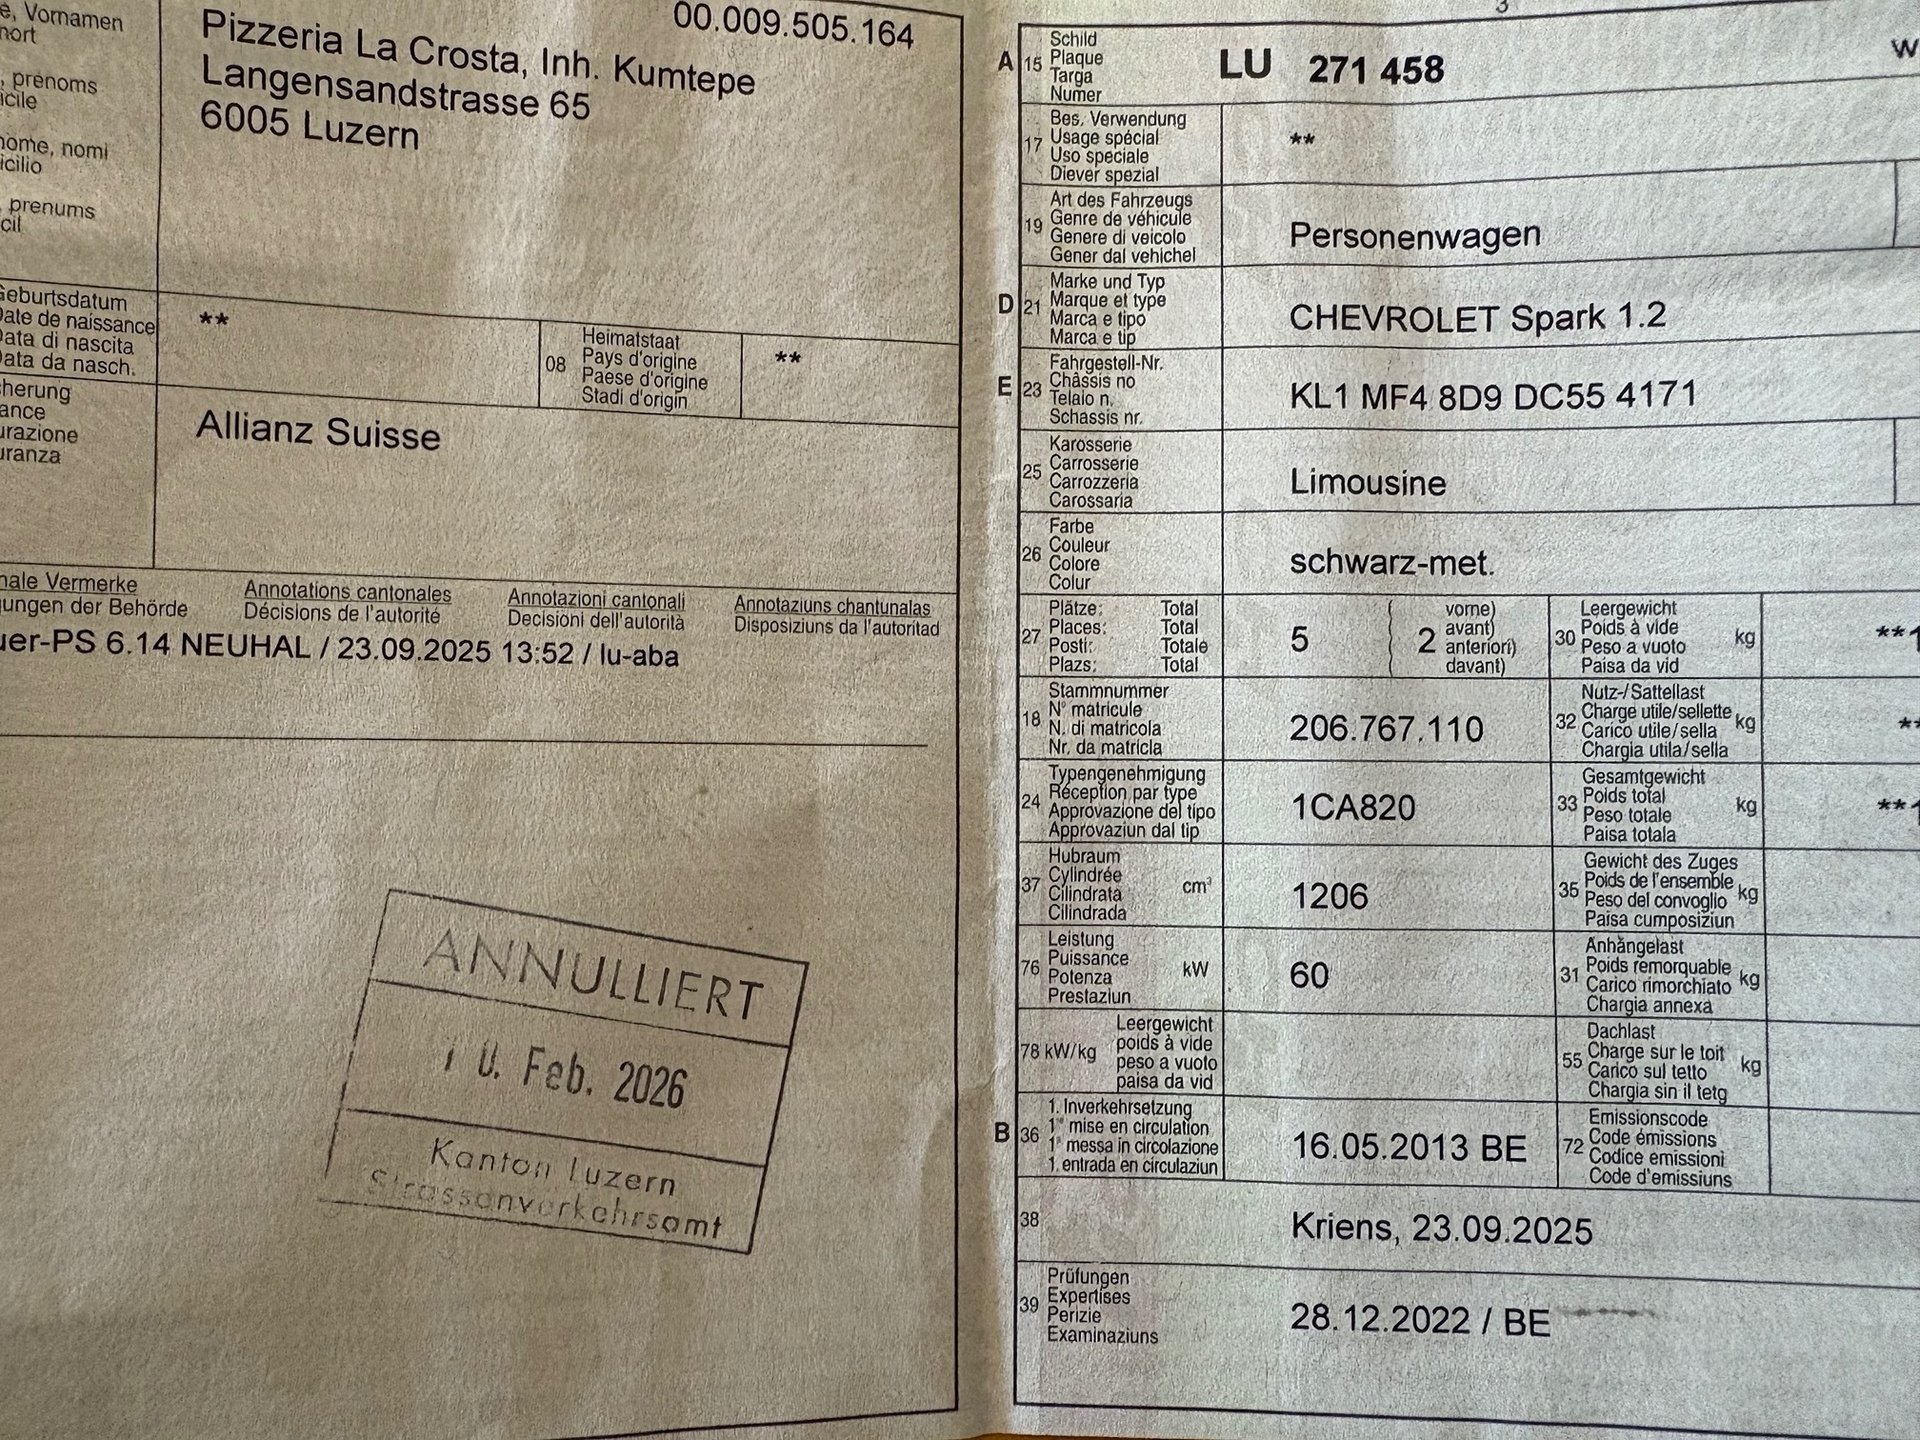 00.009.505.164
Vornamen
Pizzeria La Crosta, Inh. Kumtepe
Langensandstrasse 65
6005 Luzern
prenoms
nome, nomi
prenums
Geburtsdatum
Date de naissance
Data di nascita
Data da nasch.
**
08
Heimatstaat
Pays d'origine
Paese d'origine
Stadi d'origin
**
Allianz Suisse
Vermerke
Annotations cantonales
Annotazioni cantonali
Annotaziuns chantunalas
der Behörde
Décisions de l'autorité
Decisioni dell'autorità
Disposiziuns da l'autoritad
uer-PS 6.14 NEUHAL / 23.09.2025 13:52 / lu-aba
ANNULLIERT
10. Feb. 2026
Kanton Luzern
Strassenverkehrsamt
3
A
15
Schild
Plaque
Targa
Numer
LU 271 458
W
17
Bes. Verwendung
Usage spécial
Uso speciale
Diever spezial
**
19
Art des Fahrzeugs
Genre de véhicule
Genere di veicolo
Gener dal vehichel
Personenwagen
D
21
Marke und Typ
Marque et type
Marca e tipo
Marca e tip
CHEVROLET Spark 1.2
E
23
Fahrgestell-Nr.
Châssis no
Telaio n.
Schassis nr.
KL1 MF4 8D9 DC55 4171
25
Karosserie
Carrosserie
Carrozzeria
Carossaria
Limousine
26
Farbe
Couleur
Colore
Colur
schwarz-met.
27
Plätze: Total
Places: Total
Posti: Totale
Plazs: Total
5
2
vorne)
avant)
anteriori)
davant)
30
Leergewicht
Poids à vide
Peso a vuoto
Paisa da vid
kg
**1
18
Stammnummer
N° matricule
N. di matricola
Nr. da matricla
206.767.110
32
Nutz-/Sattellast
Charge utile/sellette
Carico utile/sella
Chargia utila/sella
kg
**
24
Typengenehmigung
Réception par type
Approvazione del tipo
Approvaziun dal tip
1CA820
33
Gesamtgewicht
Poids total
Peso totale
Paisa totala
kg
**1
37
Hubraum
Cylindrée
Cilindrata
Cilindrada
cm³
1206
35
Gewicht des Zuges
Poids de l'ensemble
Peso del convoglio
Paisa cumposiziun
kg
76
Leistung
Puissance
Potenza
Prestaziun
kW
60
31
Anhängelast
Poids remorquable
Carico rimorchiato
Chargia annexa
kg
78 kW/kg
Leergewicht
poids à vide
peso a vuoto
paisa da vid
55
Dachlast
Charge sur le toit
Carico sul tetto
Chargia sin il tetg
kg
B
36
1. Inverkehrsetzung
1re mise en circulation
1a messa in circolazione
1. entrada en circulaziun
16.05.2013 BE
72
Emissionscode
Code émissions
Codice emissioni
Code d'emissiuns
38
Kriens, 23.09.2025
39
Prüfungen
Expertises
Perizie
Examinaziuns
28.12.2022 / BE